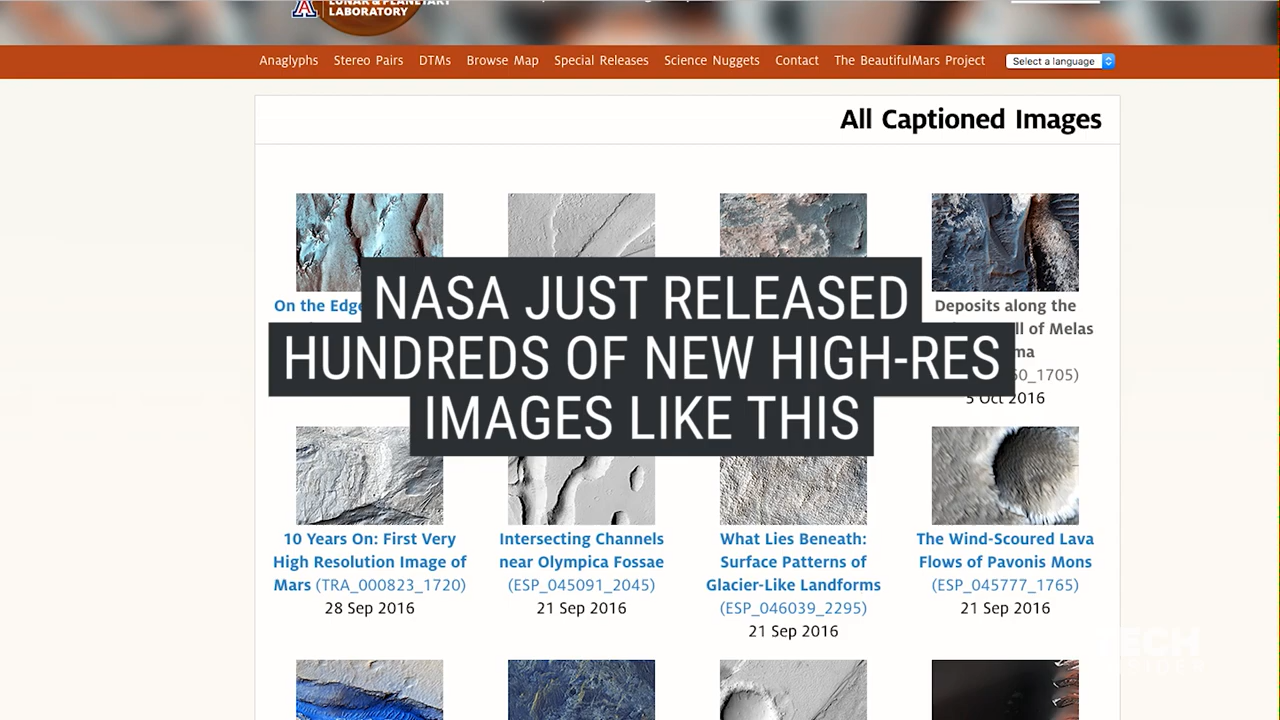 LUNAR & PLANETARY
LABORATORY
Anaglyphs Stereo Pairs DTMs Browse Map Special Releases Science Nuggets Contact The BeautifulMars Project Select a language
All Captioned Images
NASA JUST RELEASED
HUNDREDS OF NEW HIGH-RES
IMAGES LIKE THIS
On the Edge
Deposits along the
of Melas
1705)
5 Oct 2016
10 Years On: First Very
High Resolution Image of
Mars (TRA_000823_1720)
28 Sep 2016
Intersecting Channels
near Olympica Fossae
(ESP_045091_2045)
21 Sep 2016
What Lies Beneath:
Surface Patterns of
Glacier-Like Landforms
(ESP_046039_2295)
21 Sep 2016
The Wind-Scoured Lava
Flows of Pavonis Mons
(ESP_045777_1765)
21 Sep 2016
TECH
INSIDER